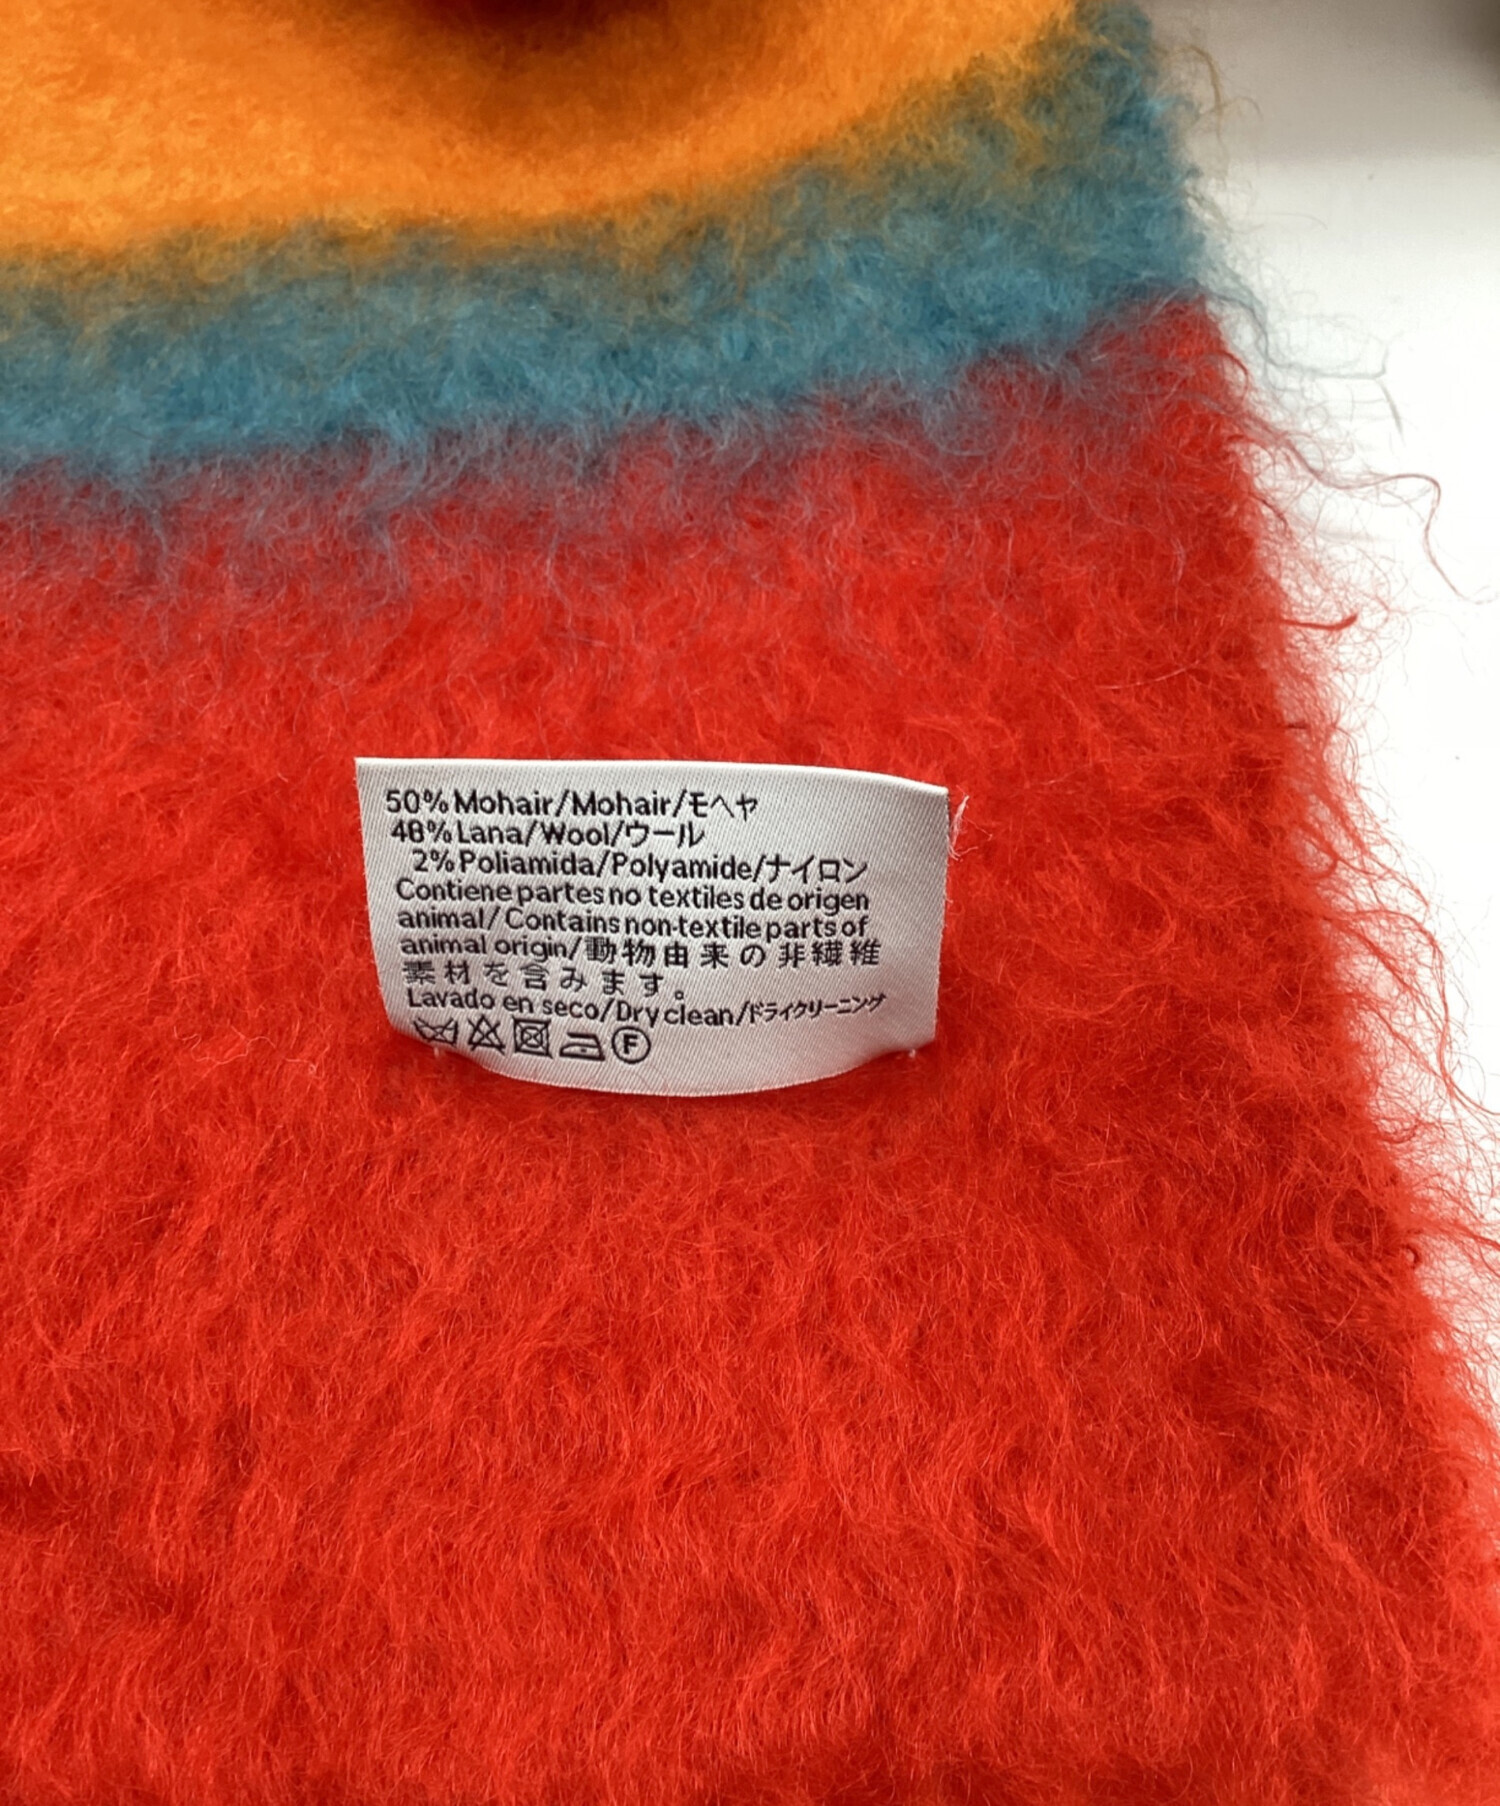 50% Mohair/Mohair/モヘヤ
48% Lana/Wool/ウール
2% Poliamida/Polyamide/ナイロン
Contiene partes no textiles de origen
animal/Contains non-textile parts of
animal origin/動物由来の非繊維
素材を含みます。
Lavado en seco/Dry clean/ドライクリーニング
F